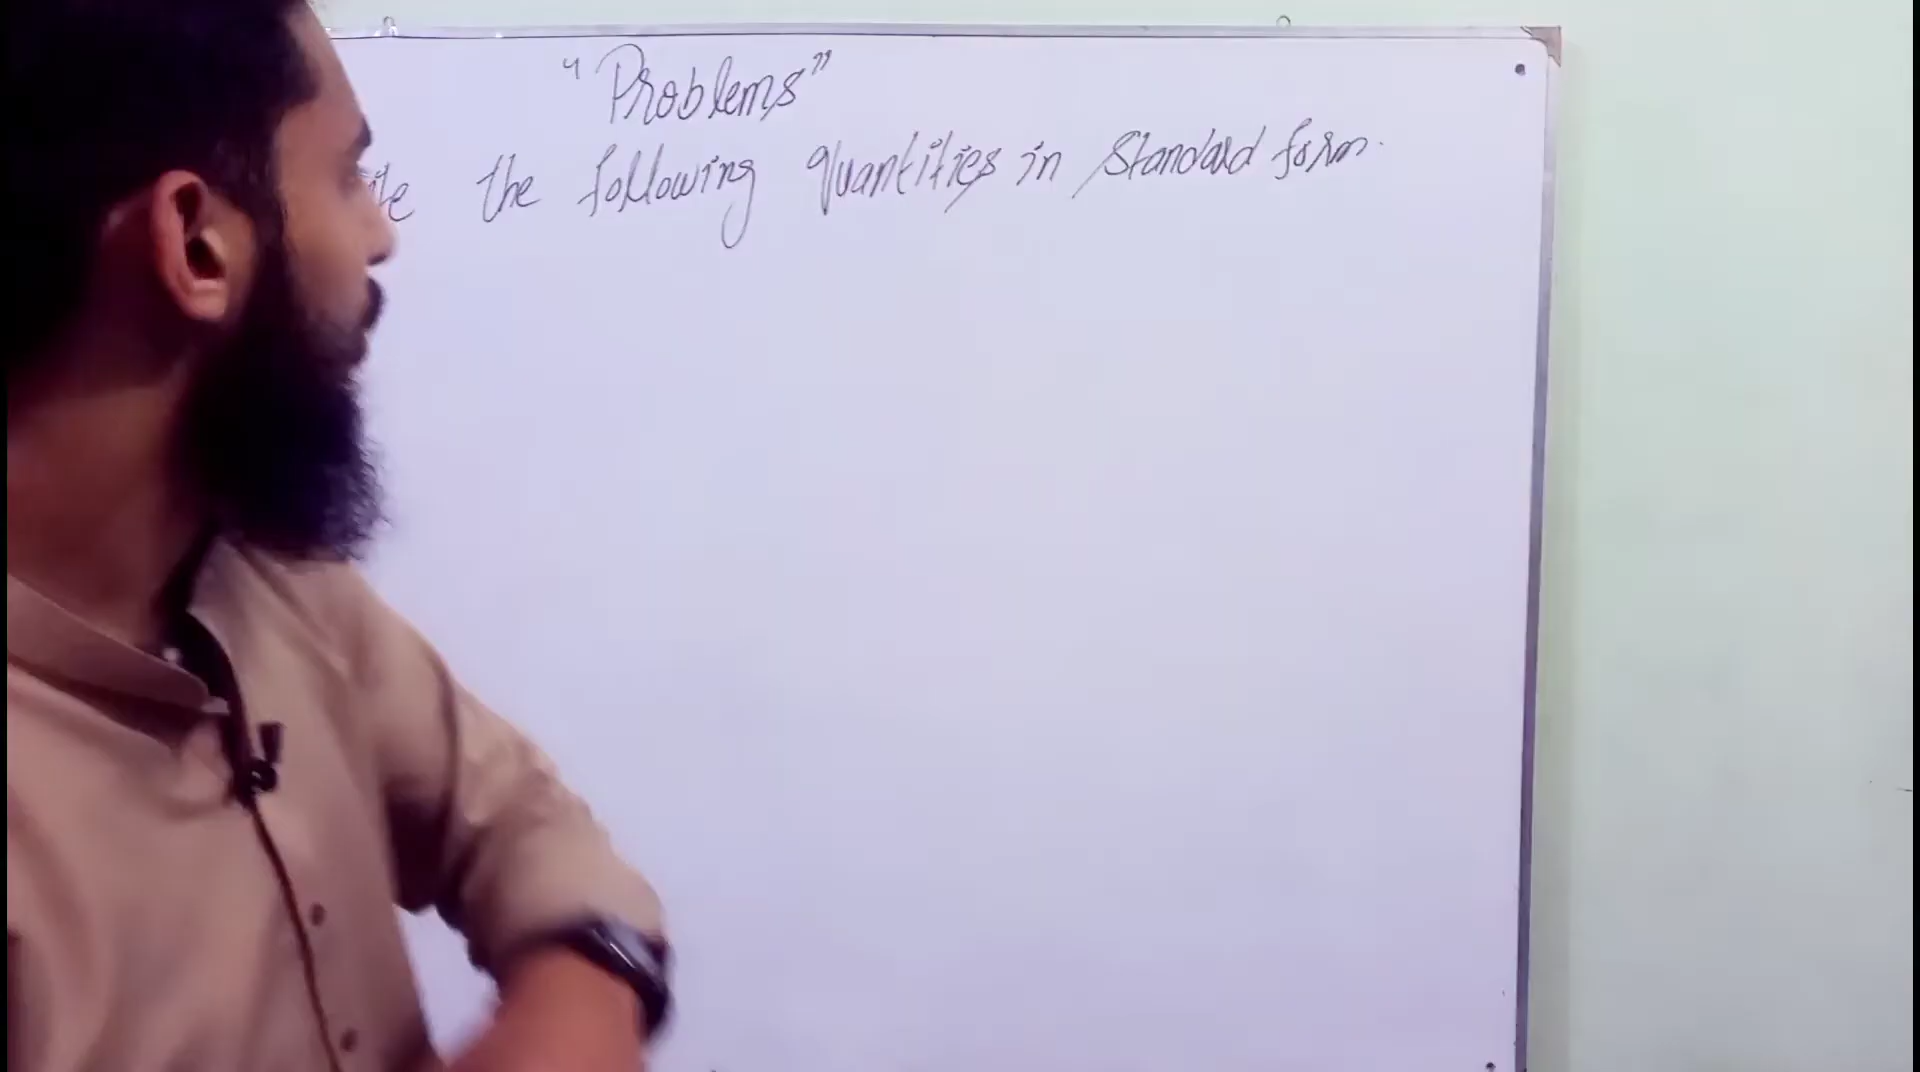 "Problems"
the following quantities in standard form.